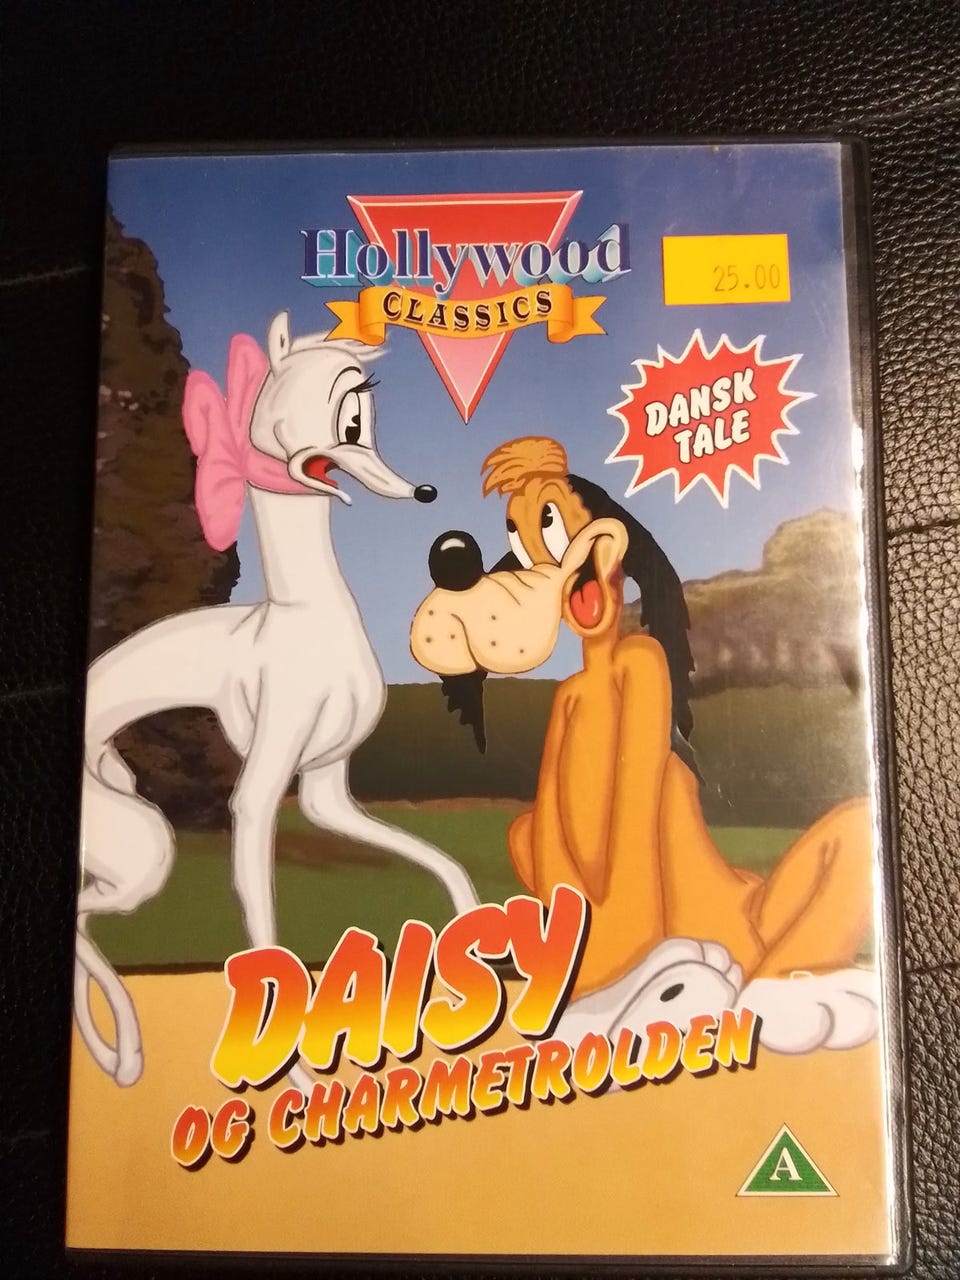 Hollywood
CLASSICS
25.00
DANSK
TALE
DAISY
OG CHARMETROLDEN
A